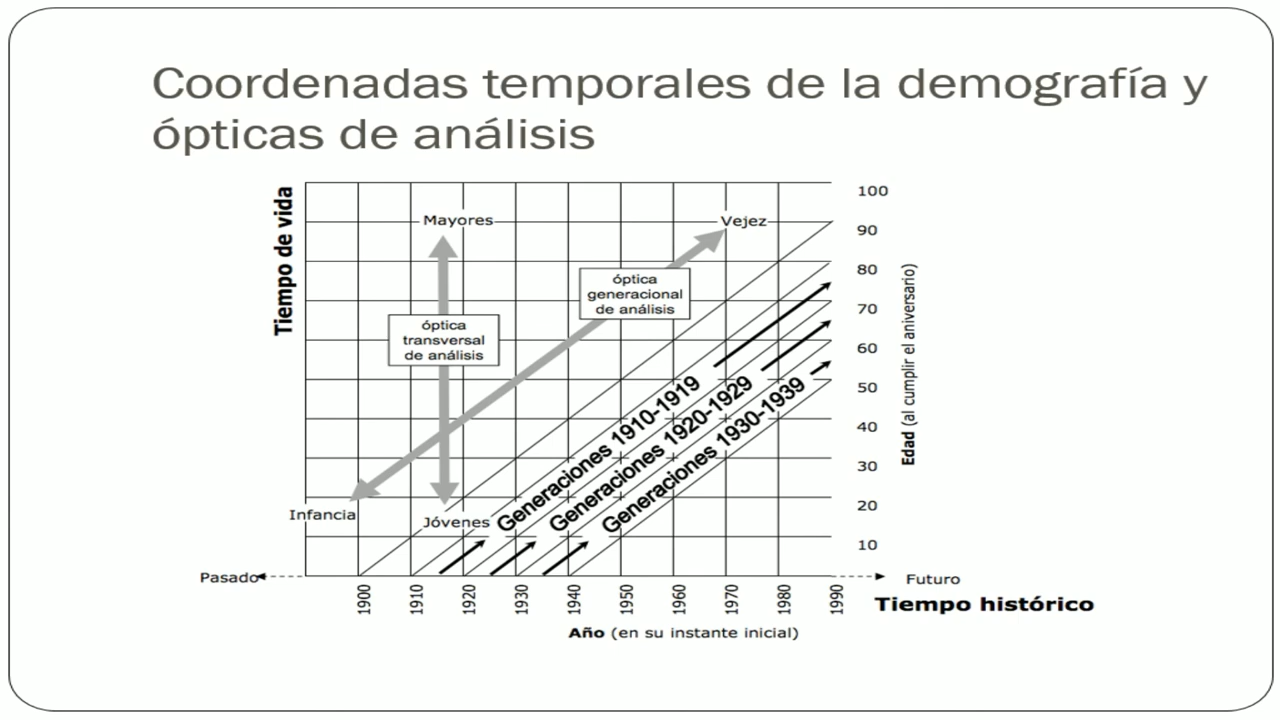 Coordenadas temporales de la demografía y
ópticas de análisis
Tiempo de vida
Mayores
Vejez
óptica
generacional
de análisis
óptica
transversal
de análisis
Infancia
Jóvenes
Generaciones 1910-1919
Generaciones 1920-1929
Generaciones 1930-1939
100
90
80
70
60
50
40
30
20
10
Edad (al cumplir el aniversario)
Pasado
Futuro
1900
1910
1920
1930
1940
1950
1960
1970
1980
1990
Tiempo histórico
Año (en su instante inicial)